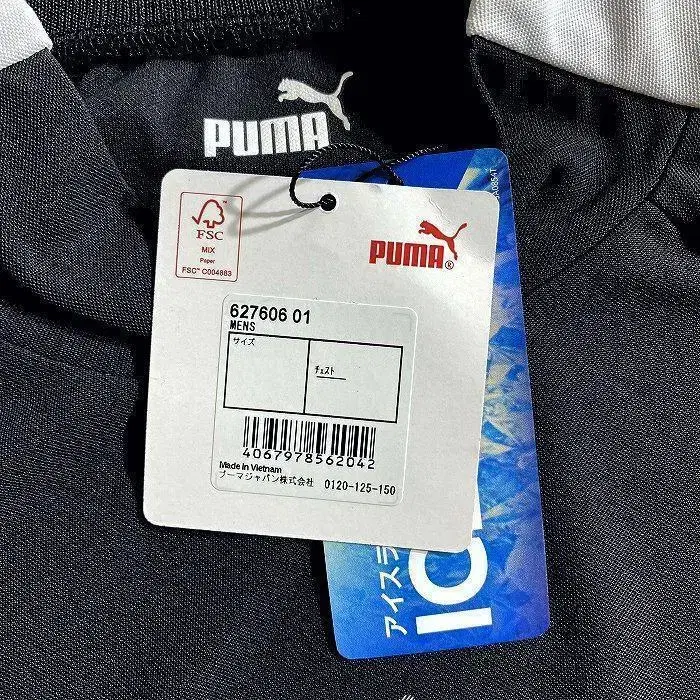 PUMA
FSC™
MIX
Paper
FSC™ C004883
PUMA®
627606 01
MENS
サイズ
チェスト
4067978562042
Made in Vietnam
プーマジャパン株式会社 0120-125-150
アイスラ